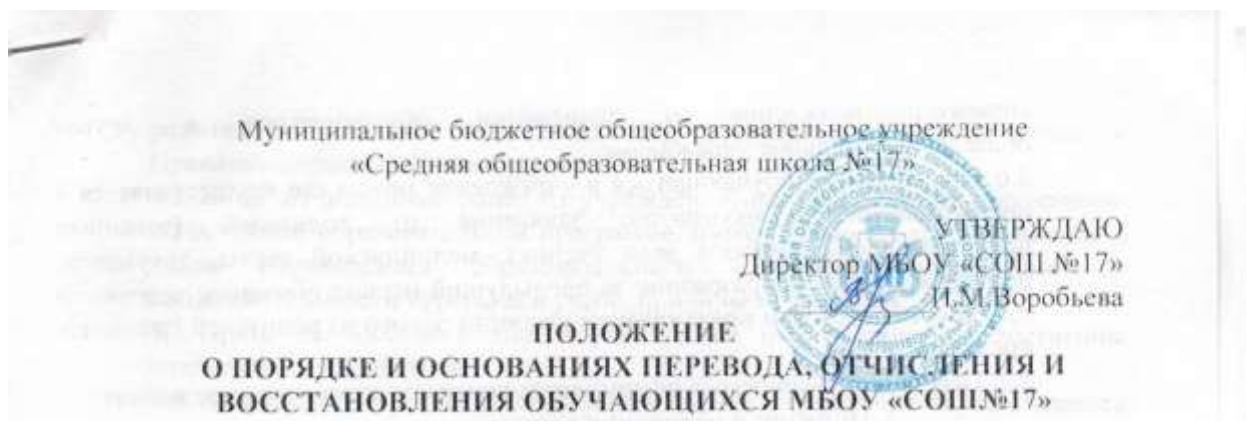 Муниципальное бюджетное общеобразовательное учреждение
«Средняя общеобразовательная школа №17»
УТВЕРЖДАЮ
Директор МБОУ «СОШ №17»
И.М.Воробьева
ПОЛОЖЕНИЕ
О ПОРЯДКЕ И ОСНОВАНИЯХ ПЕРЕВОДА, ОТЧИСЛЕНИЯ И
ВОССТАНОВЛЕНИЯ ОБУЧАЮЩИХСЯ МБОУ «СОШ№17»